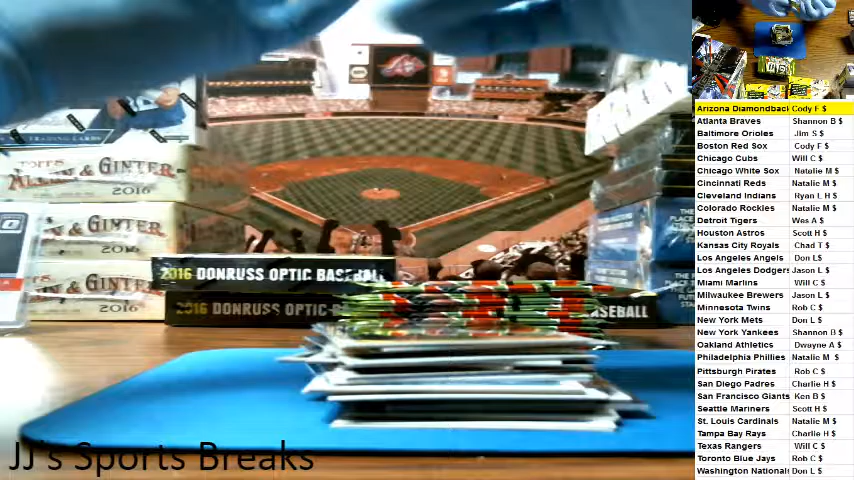 TRADING CARDS
TOPPS
ALLEN & GINTER
2016
GINTER
2016
GINTER
2016
2016 DONRUSS OPTIC BASEBALL
2016 DONRUSS OPTIC
BASEBALL
JJ's Sports Breaks
Arizona Diamondback Cody F $
Atlanta Braves Shannon B $
Baltimore Orioles Jim S $
Boston Red Sox Cody F $
Chicago Cubs Will C $
Chicago White Sox Natalie M $
Cincinnati Reds Natalie M $
Cleveland Indians Ryan L H $
Colorado Rockies Natalie M $
Detroit Tigers Wes A $
Houston Astros Scott H $
Kansas City Royals Chad T $
Los Angeles Angels Don L$
Los Angeles Dodgers Jason L $
Miami Marlins Will C $
Milwaukee Brewers Jason L $
Minnesota Twins Rob C $
New York Mets Don L $
New York Yankees Shannon B $
Oakland Athletics Dwayne A $
Philadelphia Phillies Natalie M $
Pittsburgh Pirates Rob C $
San Diego Padres Charlie H $
San Francisco Giants Ken B $
Seattle Mariners Scott H $
St. Louis Cardinals Natalie M $
Tampa Bay Rays Charlie H $
Texas Rangers Will C $
Toronto Blue Jays Rob C $
Washington Nationals Don L $